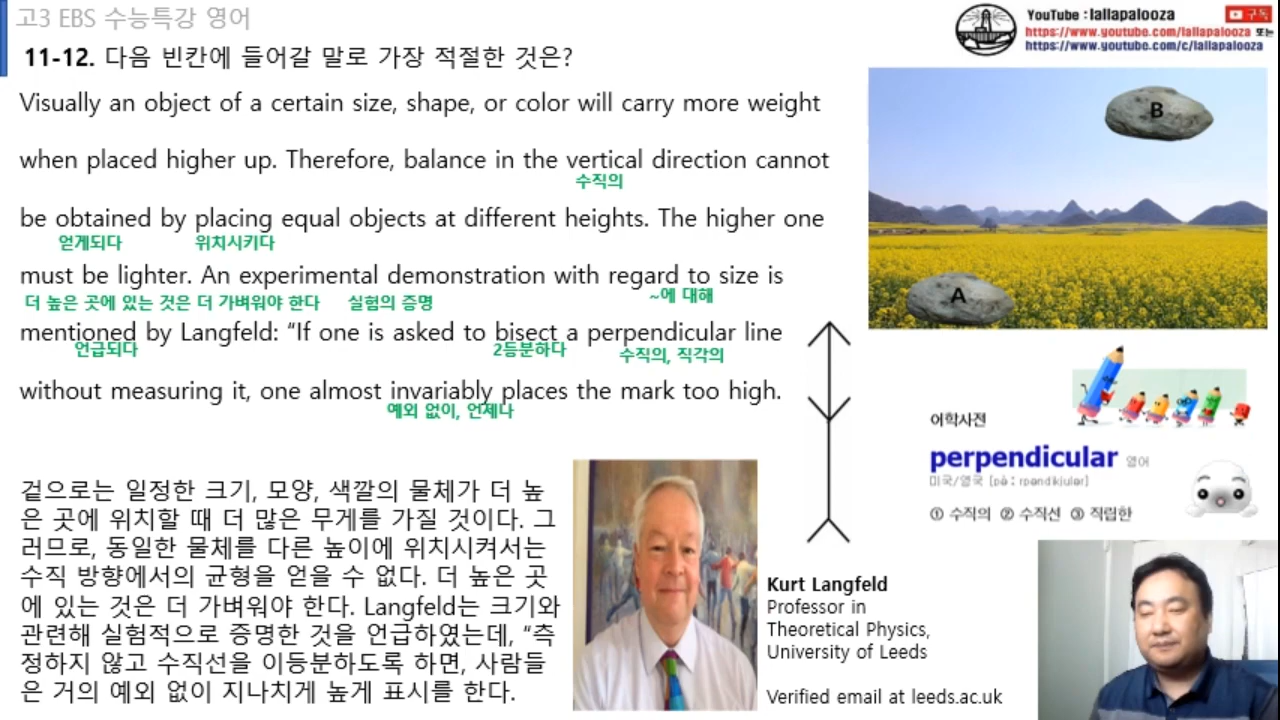 고3 EBS 수능특강 영어
YouTube : lallapalooza
구독
https://www.youtube.com/lallapalooza 또는
https://www.youtube.com/c/lallapalooza
11-12. 다음 빈칸에 들어갈 말로 가장 적절한 것은?
Visually an object of a certain size, shape, or color will carry more weight
when placed higher up. Therefore, balance in the vertical direction cannot
수직의
be obtained by placing equal objects at different heights. The higher one
얻게되다 위치시키다
must be lighter. An experimental demonstration with regard to size is
더 높은 곳에 있는 것은 더 가벼워야 한다 실험의 증명 ~에 대해
mentioned by Langfeld: “If one is asked to bisect a perpendicular line
언급되다 2등분하다 수직의, 직각의
without measuring it, one almost invariably places the mark too high.
예외 없이, 언제나
B
A
어학사전
perpendicular 영어
미국/영국 [pə̀ːrpəndíkjulər]
① 수직의 ② 수직선 ③ 직립한
겉으로는 일정한 크기, 모양, 색깔의 물체가 더 높
은 곳에 위치할 때 더 많은 무게를 가질 것이다. 그
러므로, 동일한 물체를 다른 높이에 위치시켜서는
수직 방향에서의 균형을 얻을 수 없다. 더 높은 곳
에 있는 것은 더 가벼워야 한다. Langfeld는 크기와
관련해 실험적으로 증명한 것을 언급하였는데, “측
정하지 않고 수직선을 이등분하도록 하면, 사람들
은 거의 예외 없이 지나치게 높게 표시를 한다.
Kurt Langfeld
Professor in
Theoretical Physics,
University of Leeds
Verified email at leeds.ac.uk